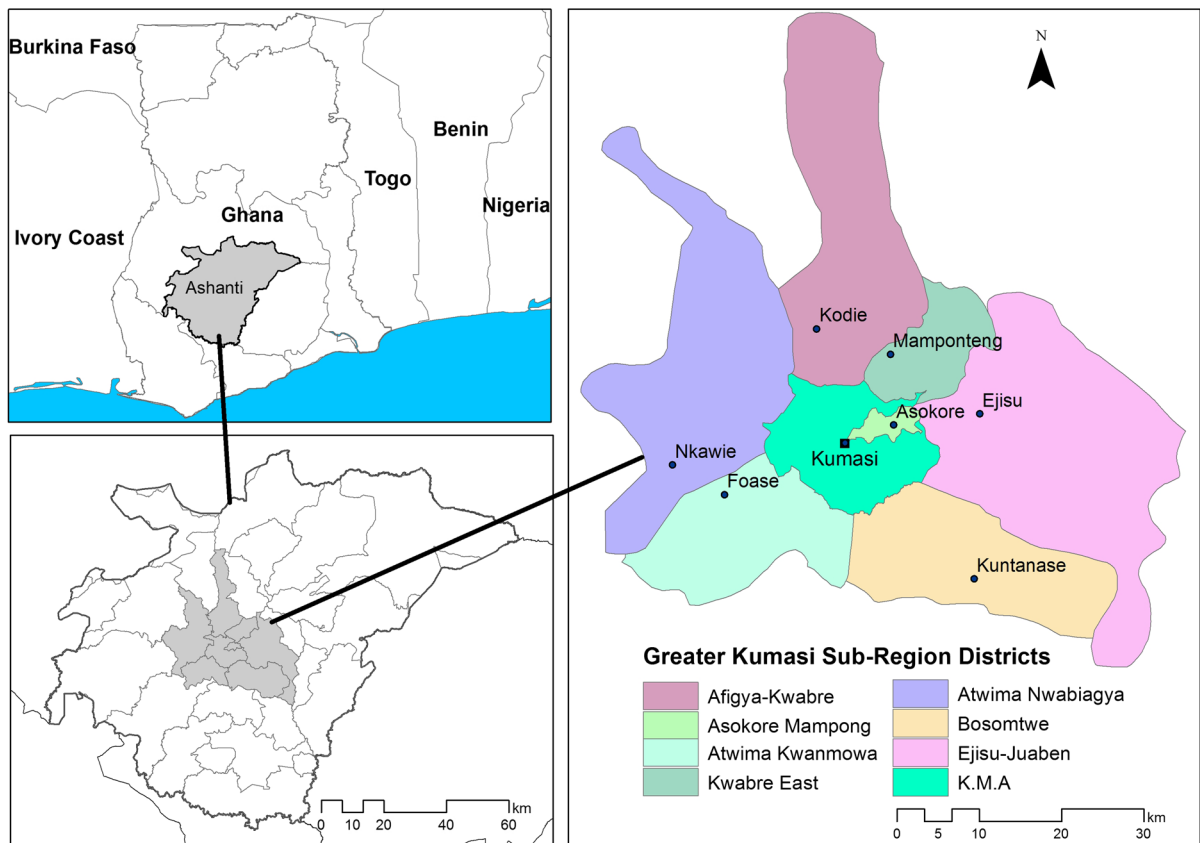 Burkina Faso
Benin
Togo
Nigeria
Ghana
Ivory Coast
Ashanti
km
0 10 20 40 60
N
Kodie
Mamponteng
Ejisu
Asokore
Kumasi
Nkawie
Foase
Kuntanase
Greater Kumasi Sub-Region Districts
Afigya-Kwabre
Asokore Mampong
Atwima Kwanmowa
Kwabre East
Atwima Nwabiagya
Bosomtwe
Ejisu-Juaben
K.M.A
km
0 5 10 20 30